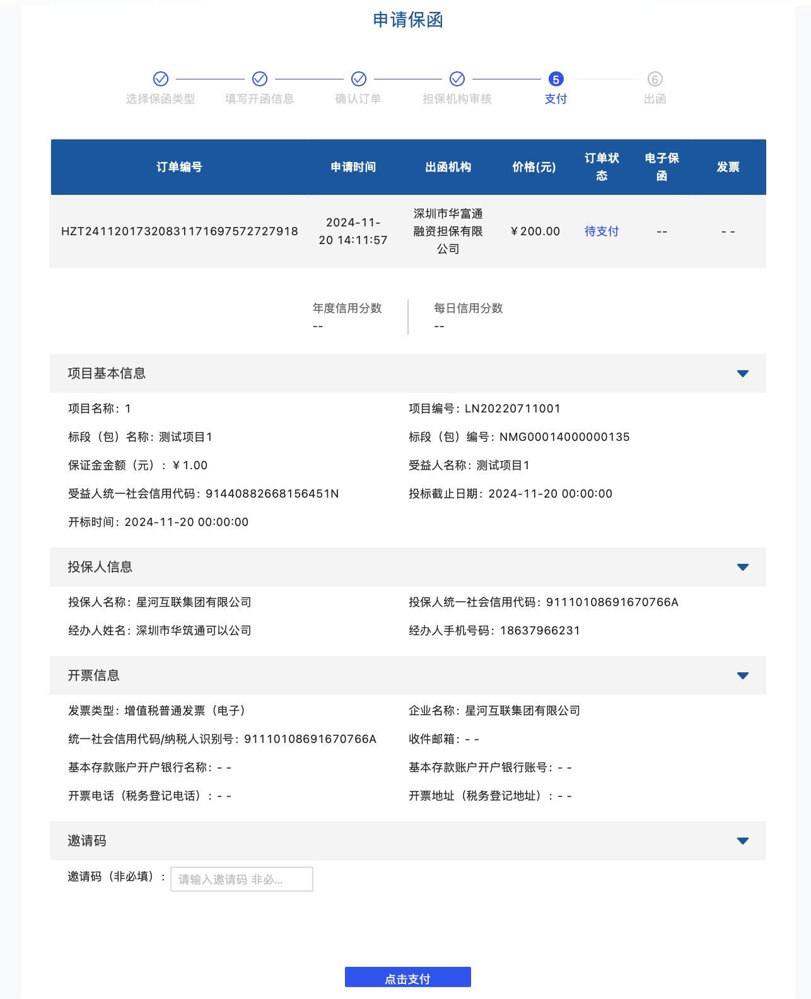 申请保函
选择保函类型 填写开函信息 确认订单 担保机构审核 5 支付 6 出函
订单编号 申请时间 出函机构 价格(元) 订单状态 电子保函 发票
HZT24112017320831171697572727918 2024-11-20 14:11:57 深圳市华富通融资担保有限公司 ¥200.00 待支付 -- - -
年度信用分数 每日信用分数
-- --
项目基本信息
项目名称：1 项目编号：LN20220711001
标段（包）名称：测试项目1 标段（包）编号：NMG00014000000135
保证金金额（元）：¥1.00 受益人名称：测试项目1
受益人统一社会信用代码：91440882668156451N 投标截止日期：2024-11-20 00:00:00
开标时间：2024-11-20 00:00:00
投保人信息
投保人名称：星河互联集团有限公司 投保人统一社会信用代码：91110108691670766A
经办人姓名：深圳市华筑通可以公司 经办人手机号码：18637966231
开票信息
发票类型：增值税普通发票（电子） 企业名称：星河互联集团有限公司
统一社会信用代码/纳税人识别号：91110108691670766A 收件邮箱：- -
基本存款账户开户银行名称：- - 基本存款账户开户银行账号：- -
开票电话（税务登记电话）：- - 开票地址（税务登记地址）：- -
邀请码
邀请码（非必填）： 请输入邀请码 非必...
点击支付